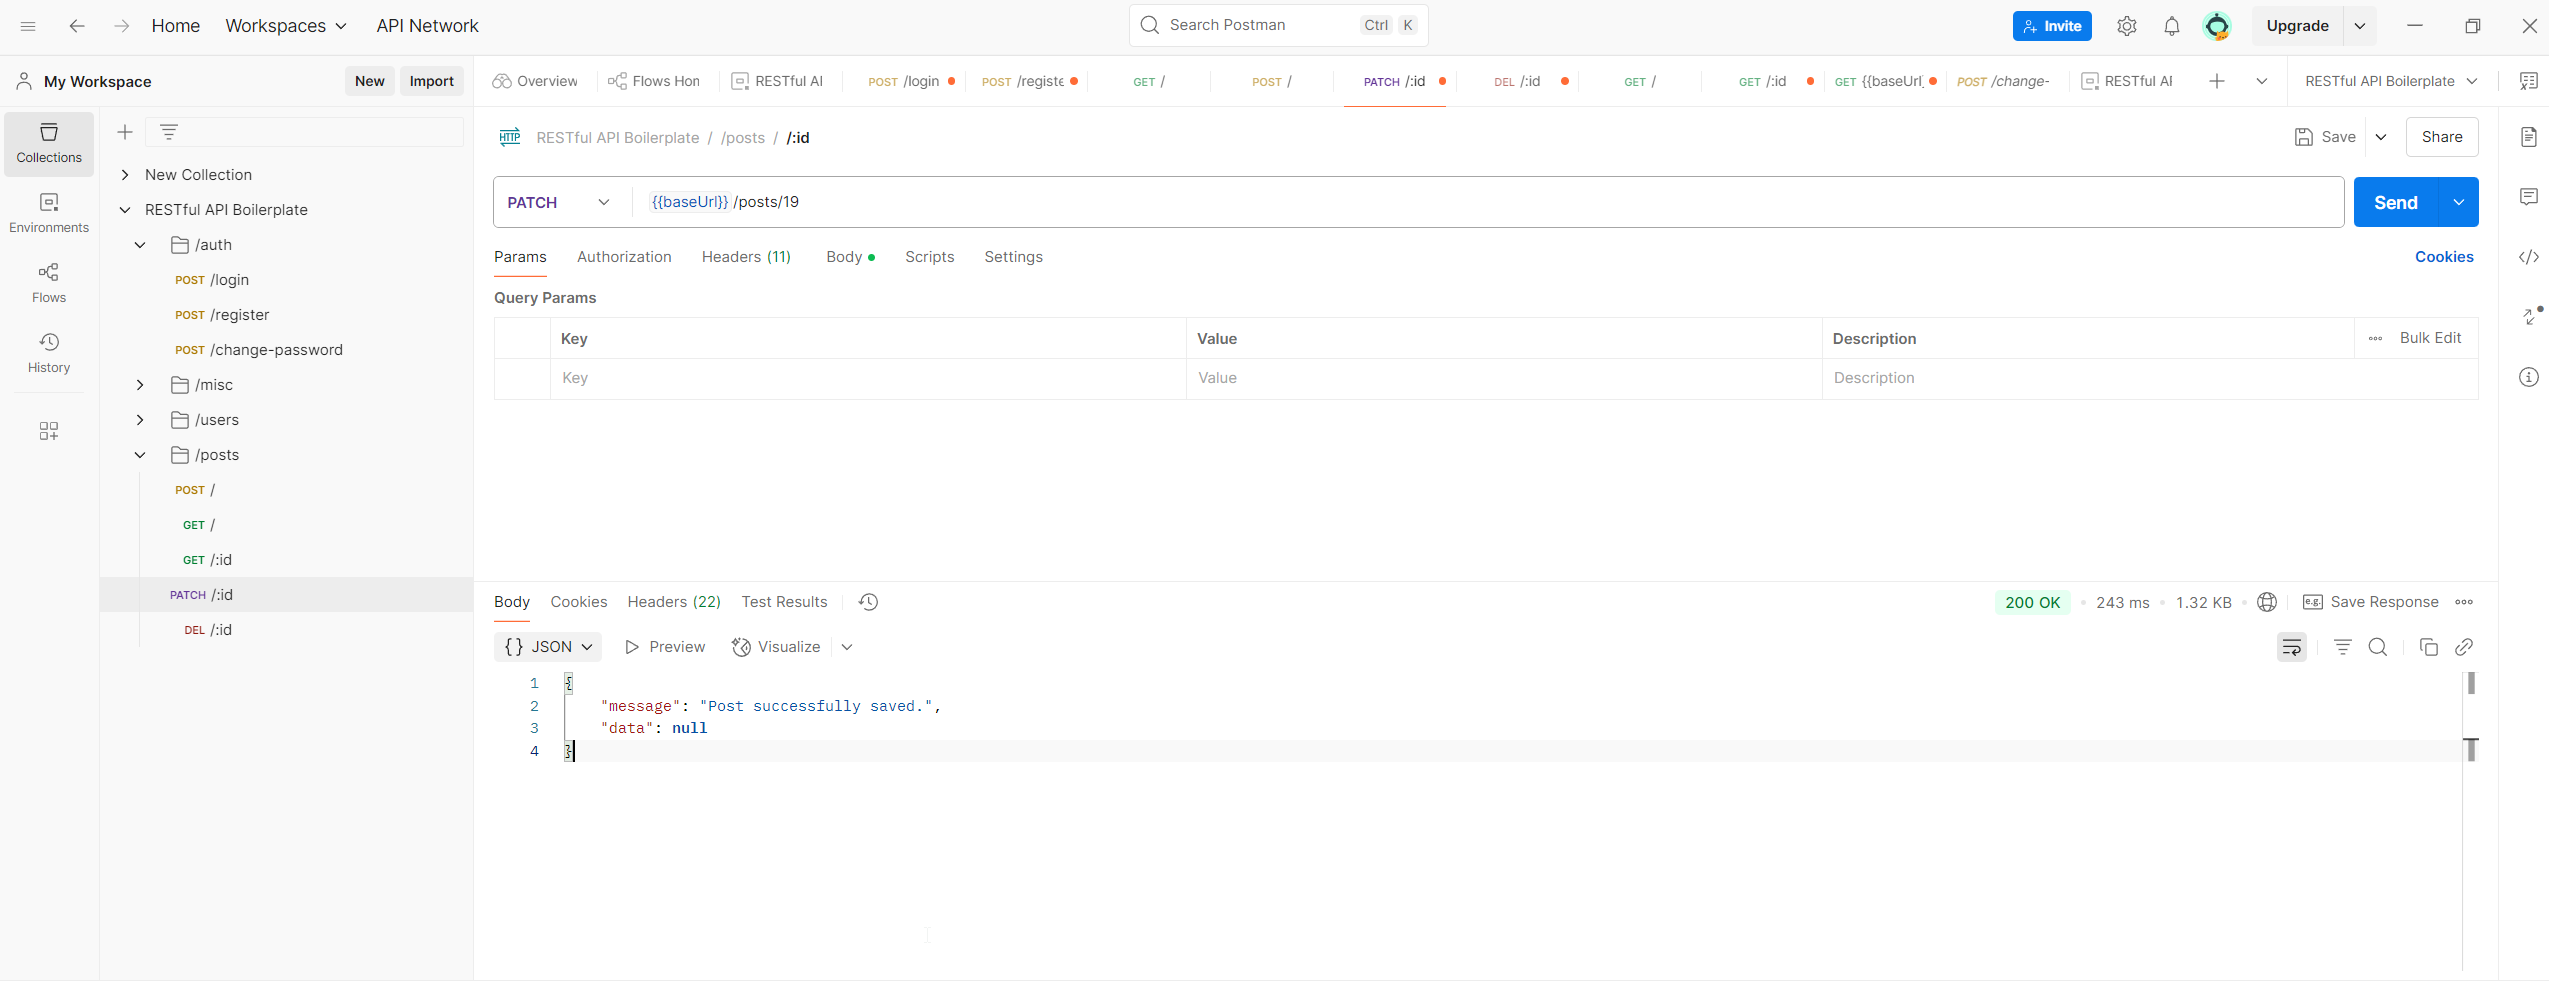 Home Workspaces API Network Search Postman Ctrl K Invite Upgrade
My Workspace New Import Overview Flows Hon RESTful AI POST /login POST /registe GET / POST / PATCH /:id DEL /:id GET / GET /:id GET {{baseUrl POST /change- RESTful AF RESTful API Boilerplate
HTTP RESTful API Boilerplate / /posts / /:id Save Share
Collections
New Collection
RESTful API Boilerplate
PATCH {{baseUrl}} /posts/19 Send
Environments
/auth
Params Authorization Headers (11) Body Scripts Settings Cookies
POST /login
Flows
Query Params
POST /register
Key Value Description Bulk Edit
POST /change-password
History
Key Value Description
/misc
/users
/posts
POST /
GET /
GET /:id
PATCH /:id
Body Cookies Headers (22) Test Results 200 OK 243 ms 1.32 KB e.g. Save Response
DEL /:id
{} JSON Preview Visualize
1 {
2 "message": "Post successfully saved.",
3 "data": null
4 }